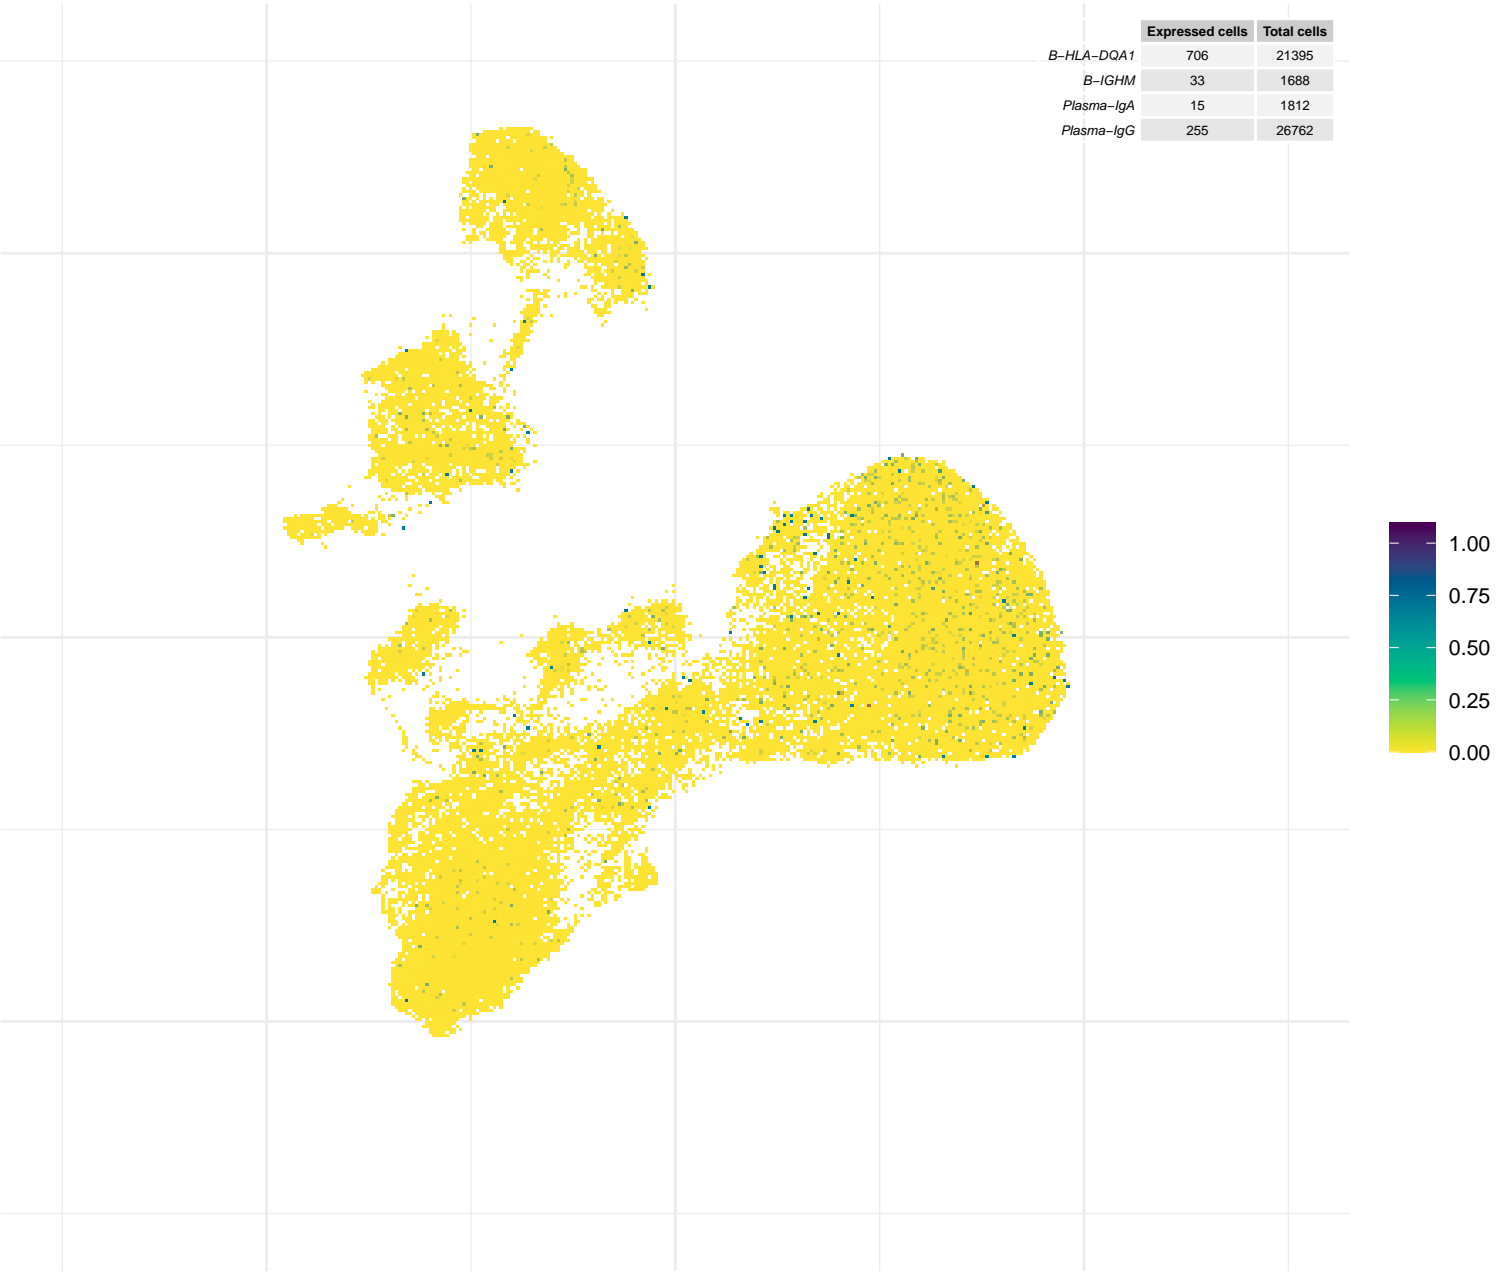 Expressed cells Total cells
B−HLA−DQA1 706 21395
B−IGHM 33 1688
Plasma−IgA 15 1812
Plasma−IgG 255 26762
1.00
0.75
0.50
0.25
0.00